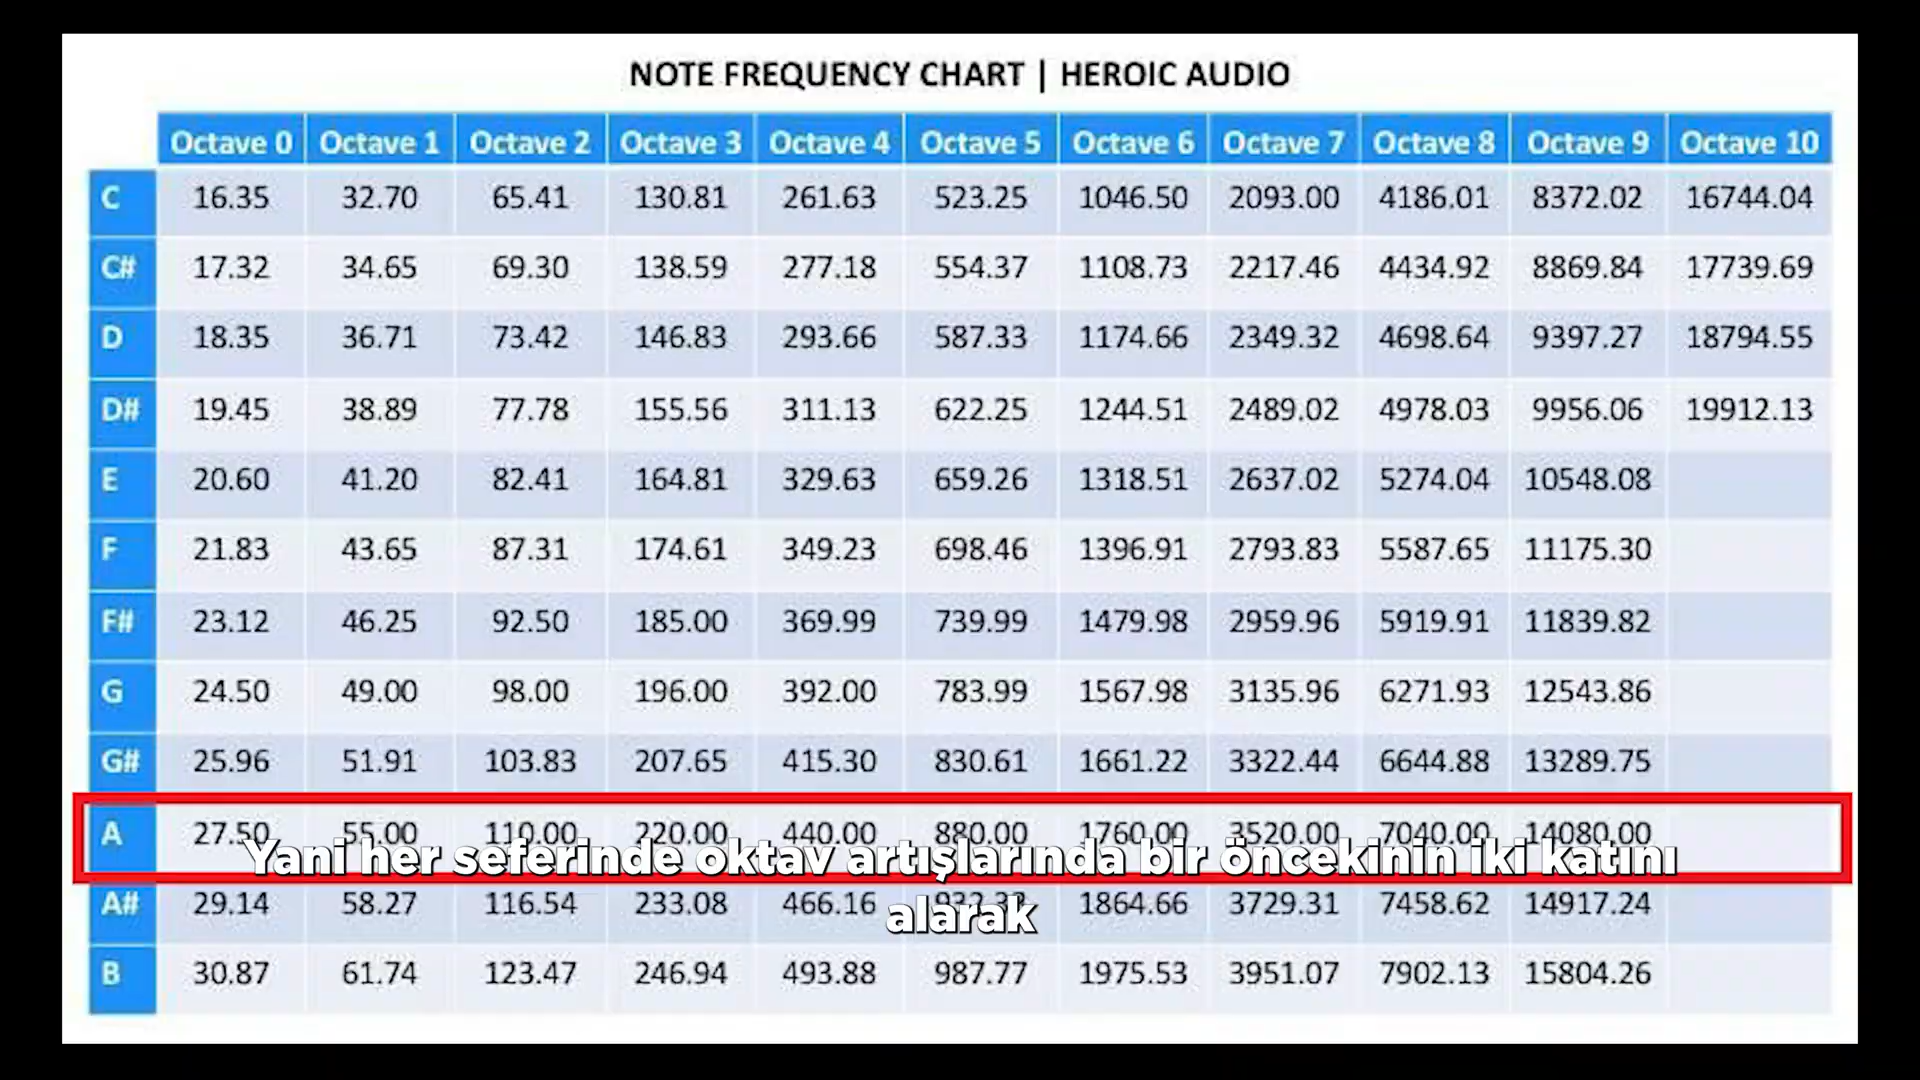 NOTE FREQUENCY CHART | HEROIC AUDIO
Octave 0 Octave 1 Octave 2 Octave 3 Octave 4 Octave 5 Octave 6 Octave 7 Octave 8 Octave 9 Octave 10
C 16.35 32.70 65.41 130.81 261.63 523.25 1046.50 2093.00 4186.01 8372.02 16744.04
C# 17.32 34.65 69.30 138.59 277.18 554.37 1108.73 2217.46 4434.92 8869.84 17739.69
D 18.35 36.71 73.42 146.83 293.66 587.33 1174.66 2349.32 4698.64 9397.27 18794.55
D# 19.45 38.89 77.78 155.56 311.13 622.25 1244.51 2489.02 4978.03 9956.06 19912.13
E 20.60 41.20 82.41 164.81 329.63 659.26 1318.51 2637.02 5274.04 10548.08
F 21.83 43.65 87.31 174.61 349.23 698.46 1396.91 2793.83 5587.65 11175.30
F# 23.12 46.25 92.50 185.00 369.99 739.99 1479.98 2959.96 5919.91 11839.82
G 24.50 49.00 98.00 196.00 392.00 783.99 1567.98 3135.96 6271.93 12543.86
G# 25.96 51.91 103.83 207.65 415.30 830.61 1661.22 3322.44 6644.88 13289.75
A 27.50 55.00 110.00 220.00 440.00 880.00 1760.00 3520.00 7040.00 14080.00
Yani her seferinde oktav artışlarında bir öncekinin iki katını
alarak
A# 29.14 58.27 116.54 233.08 466.16 1864.66 3729.31 7458.62 14917.24
B 30.87 61.74 123.47 246.94 493.88 987.77 1975.53 3951.07 7902.13 15804.26